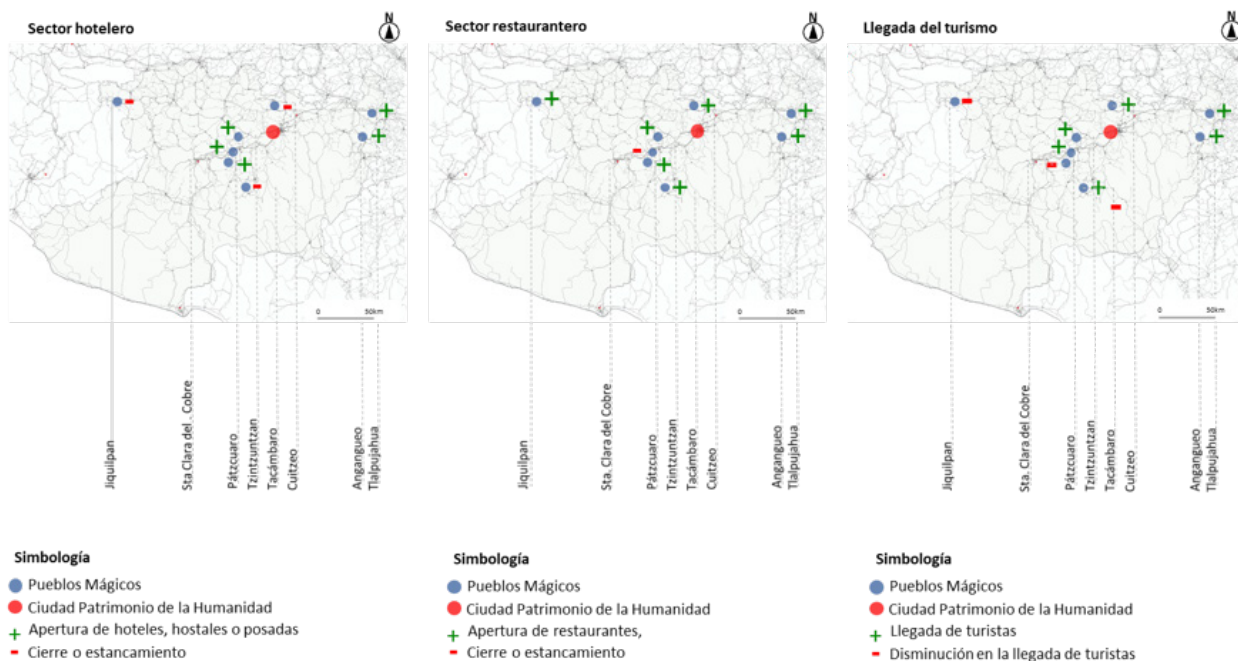 Sector hotelero
N
0
50km
Jiquilpan
Sta Clara del . Cobre
Pátzcuaro
Tzintzuntzan
Tacámbaro
Cuitzeo
Angangueo
Tlalpujahua
Simbología
Pueblos Mágicos
Ciudad Patrimonio de la Humanidad
Apertura de hoteles, hostales o posadas
Cierre o estancamiento
Sector restaurantero
N
0
50km
Jiquilpan
Sta. Clara del Cobre
Pátzcuaro
Tzintzuntzan
Tacámbaro
Cuitzeo
Angangueo
Tlalpujahua
Simbología
Pueblos Mágicos
Ciudad Patrimonio de la Humanidad
Apertura de restaurantes,
Cierre o estancamiento
Llegada del turismo
N
0
50km
Jiquilpan
Sta. Clara del Cobre
Pátzcuaro
Tzintzuntzan
Tacámbaro
Cuitzeo
Angangueo
Tlalpujahua
Simbología
Pueblos Mágicos
Ciudad Patrimonio de la Humanidad
Llegada de turistas
Disminución en la llegada de turistas